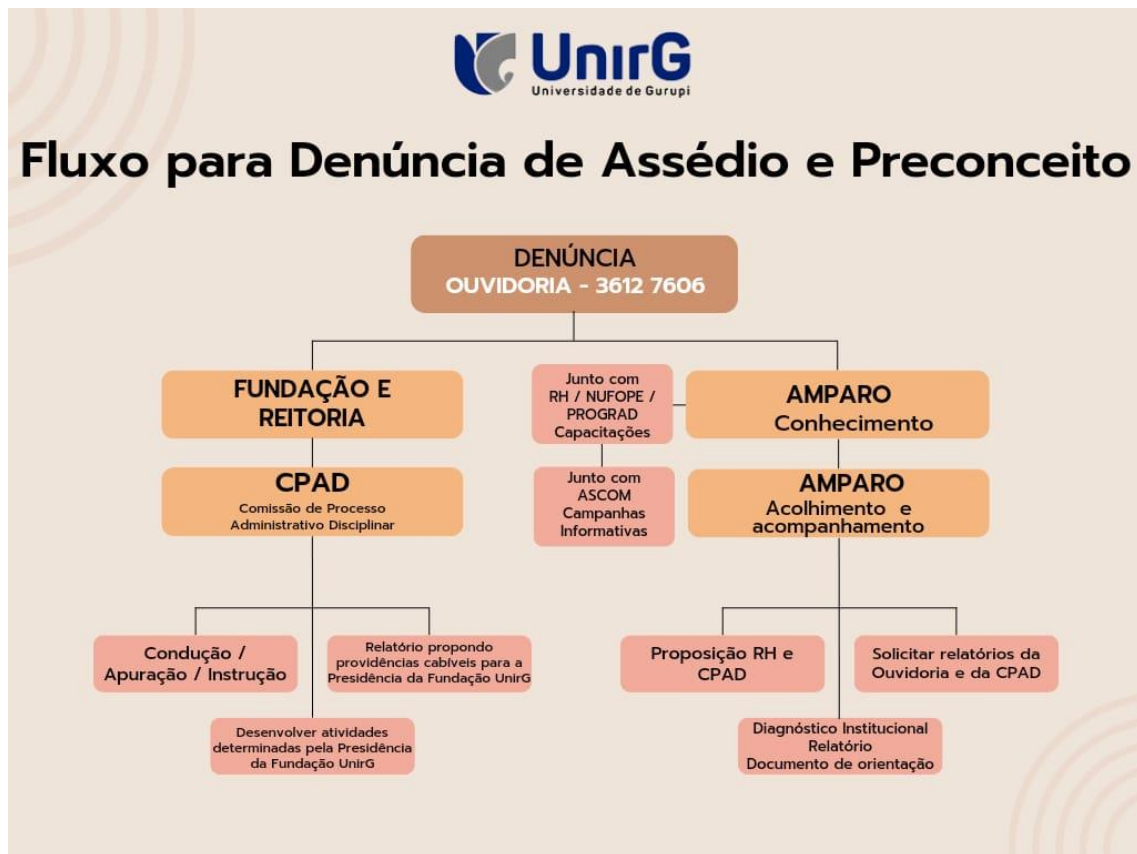 UnirG
Universidade de Gurupi
Fluxo para Denúncia de Assédio e Preconceito
DENÚNCIA
OUVIDORIA - 3612 7606
FUNDAÇÃO E
REITORIA
CPAD
Comissão de Processo
Administrativo Disciplinar
Condução /
Apuração / Instrução
Relatório propondo
providências cabíveis para a
Presidência da Fundação UnirG
Desenvolver atividades
determinadas pela Presidência
da Fundação UnirG
Junto com
RH / NUFOPE /
PROGRAD
Capacitações
Junto com
ASCOM
Campanhas
Informativas
AMPARO
Conhecimento
AMPARO
Acolhimento e
acompanhamento
Proposição RH e
CPAD
Solicitar relatórios da
Ouvidoria e da CPAD
Diagnóstico Institucional
Relatório
Documento de orientação